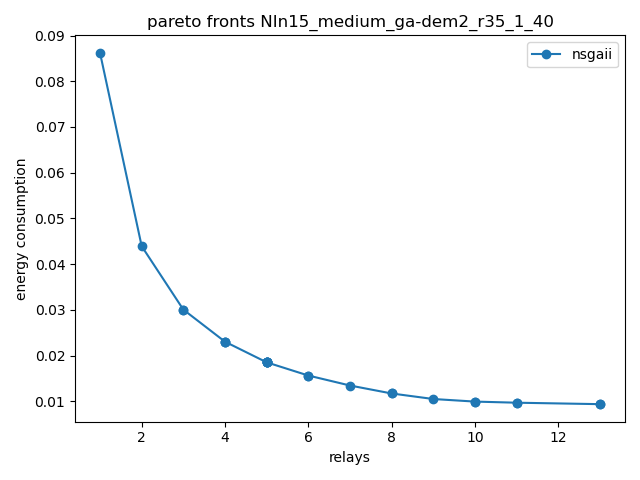 pareto fronts NIn15_medium_ga-dem2_r35_1_40
nsgaii
0.09
0.08
0.07
0.06
0.05
0.04
0.03
0.02
0.01
energy consumption
2 4 6 8 10 12
relays